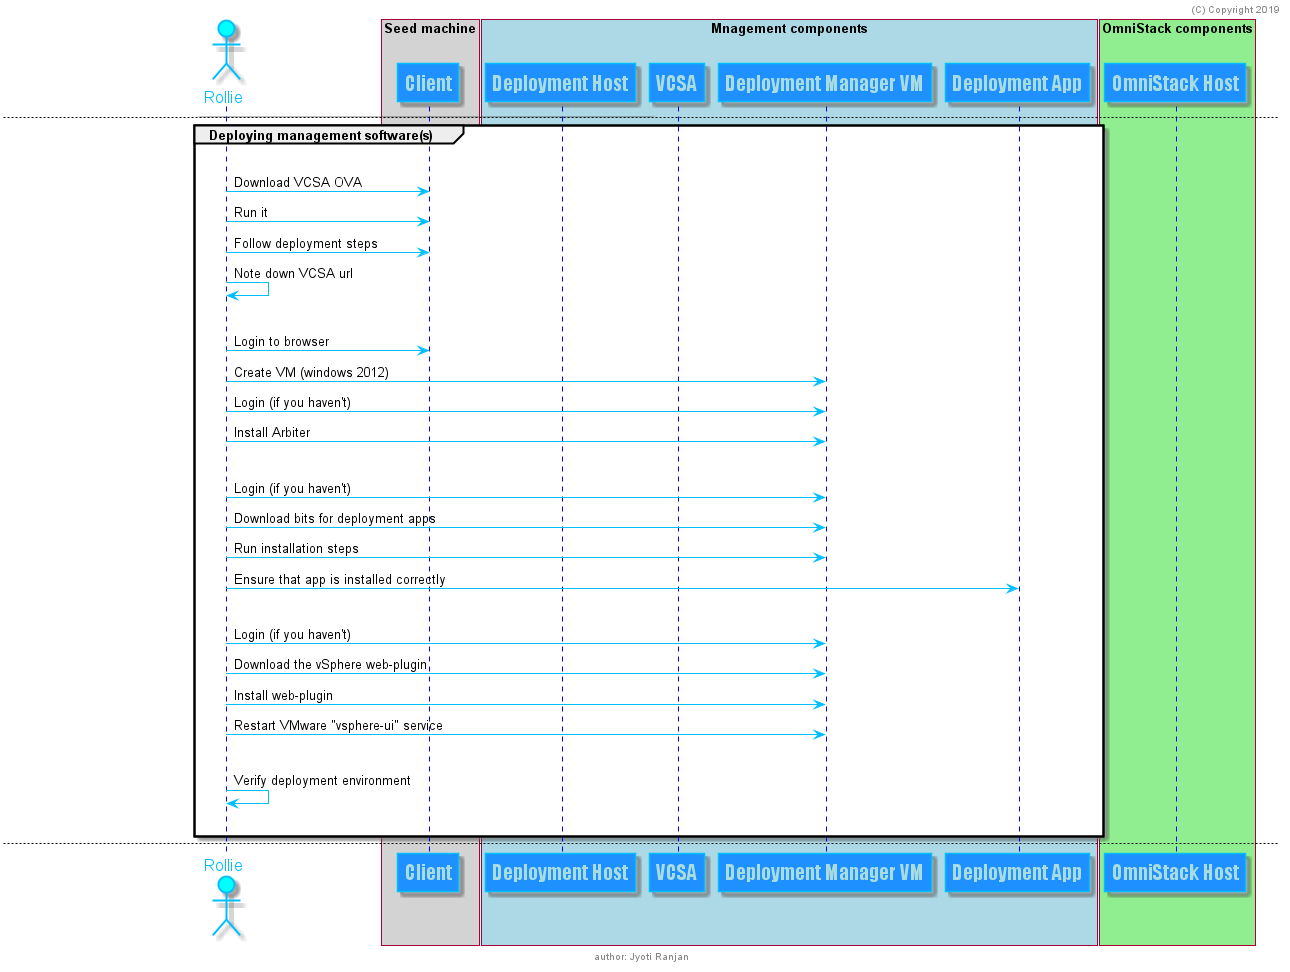 (C) Copyright 2019
Seed machine
Mnagement components
OmniStack components
Rollie
Client
Deployment Host
VCSA
Deployment Manager VM
Deployment App
OmniStack Host
Deploying management software(s)
Download VCSA OVA
Run it
Follow deployment steps
Note down VCSA url
Login to browser
Create VM (windows 2012)
Login (if you haven't)
Install Arbiter
Login (if you haven't)
Download bits for deployment apps
Run installation steps
Ensure that app is installed correctly
Login (if you haven't)
Download the vSphere web-plugin
Install web-plugin
Restart VMware "vsphere-ui" service
Verify deployment environment
Rollie
Client
Deployment Host
VCSA
Deployment Manager VM
Deployment App
OmniStack Host
author: Jyoti Ranjan